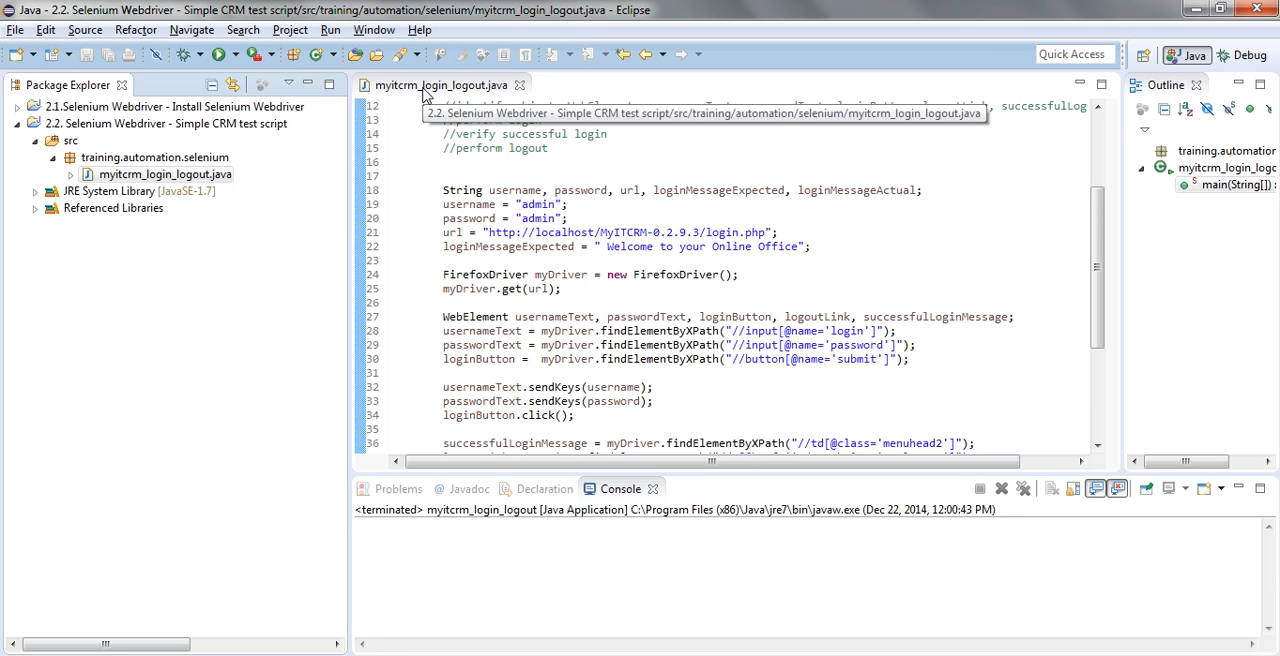 Java - 2.2. Selenium Webdriver - Simple CRM test script/src/training/automation/selenium/myitcrm_login_logout.java - Eclipse
File Edit Source Refactor Navigate Search Project Run Window Help
Quick Access Java Debug
Package Explorer
2.1.Selenium Webdriver - Install Selenium Webdriver
2.2. Selenium Webdriver - Simple CRM test script
src
training.automation.selenium
myitcrm_login_logout.java
JRE System Library [JavaSE-1.7]
Referenced Libraries
myitcrm_login_logout.java
2.2. Selenium Webdriver - Simple CRM test script/src/training/automation/selenium/myitcrm_login_logout.java
12 successfulLog
13
14 //verify successful login
15 //perform logout
16
17
18 String username, password, url, loginMessageExpected, loginMessageActual;
19 username = "admin";
20 password = "admin";
21 url = "http://localhost/MyITCRM-0.2.9.3/login.php";
22 loginMessageExpected = " Welcome to your Online Office";
23
24 FirefoxDriver myDriver = new FirefoxDriver();
25 myDriver.get(url);
26
27 WebElement usernameText, passwordText, loginButton, logoutLink, successfulLoginMessage;
28 usernameText = myDriver.findElementByXPath("//input[@name='login']");
29 passwordText = myDriver.findElementByXPath("//input[@name='password']");
30 loginButton =  myDriver.findElementByXPath("//button[@name='submit']");
31
32 usernameText.sendKeys(username);
33 passwordText.sendKeys(password);
34 loginButton.click();
35
36 successfulLoginMessage = myDriver.findElementByXPath("//td[@class='menuhead2']");
Outline
training.automation
myitcrm_login_logo
main(String[]) :
Problems @ Javadoc Declaration Console
<terminated> myitcrm_login_logout [Java Application] C:\Program Files (x86)\Java\jre7\bin\javaw.exe (Dec 22, 2014, 12:00:43 PM)